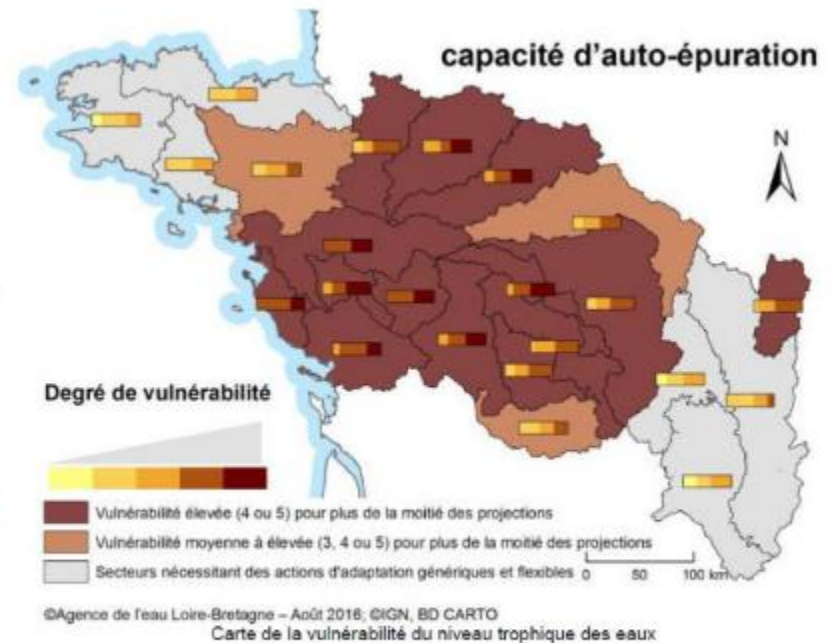 capacité d'auto-épuration
N
Degré de vulnérabilité
Vulnérabilité élevée (4 ou 5) pour plus de la moitié des projections
Vulnérabilité moyenne à élevée (3, 4 ou 5) pour plus de la moitié des projections
Secteurs nécessitant des actions d'adaptation génériques et flexibles
0 50 100 km
©Agence de l'eau Loire-Bretagne – Août 2016; ©IGN, BD CARTO
Carte de la vulnérabilité du niveau trophique des eaux